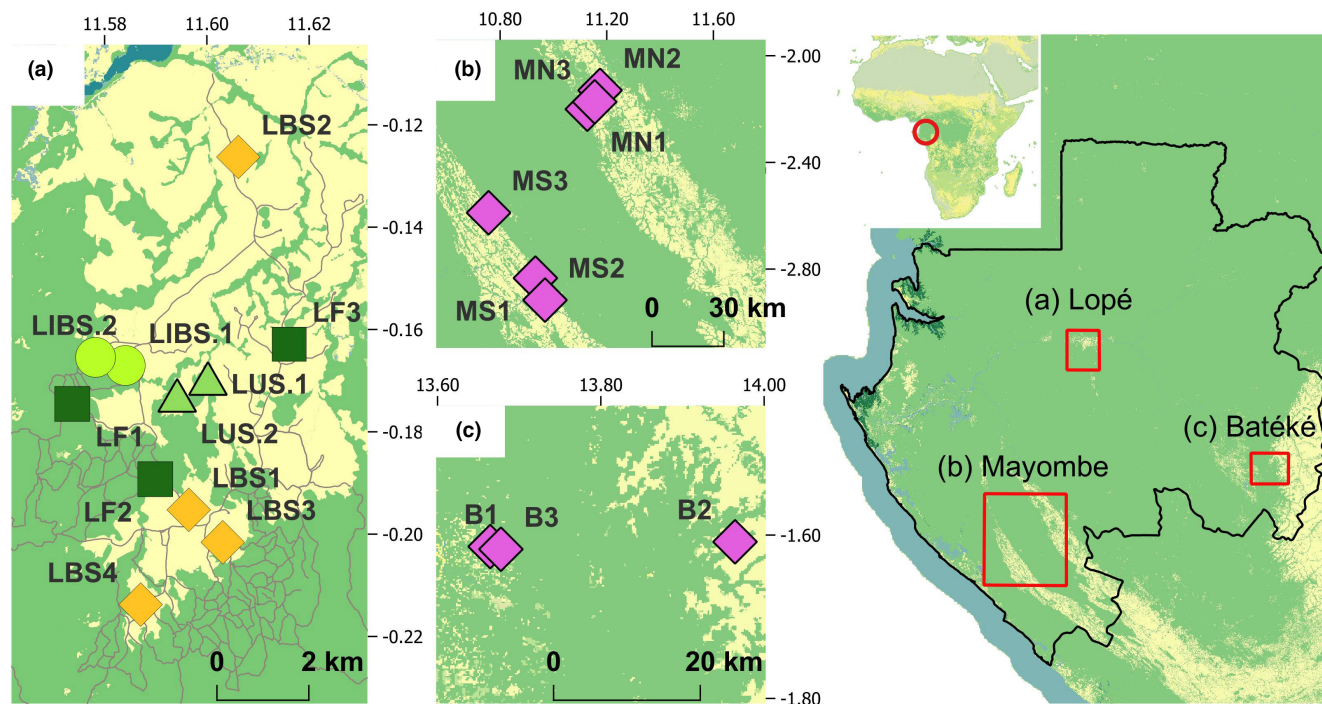 11.58 11.60 11.62
(a)
LBS2
-0.12
-0.14
LF3
LIBS.2
LIBS.1
-0.16
LUS.1
LF1
LUS.2
-0.18
LBS1
LF2
LBS3
-0.20
LBS4
-0.22
0 2 km
10.80 11.20 11.60
(b)
-2.00
MN3 MN2
MN1
-2.40
MS3
MS2
-2.80
MS1
0 30 km
13.60 13.80 14.00
(c)
B1 B3 B2
-1.60
0 20 km
-1.80
(a) Lopé
(c) Batéké
(b) Mayombe